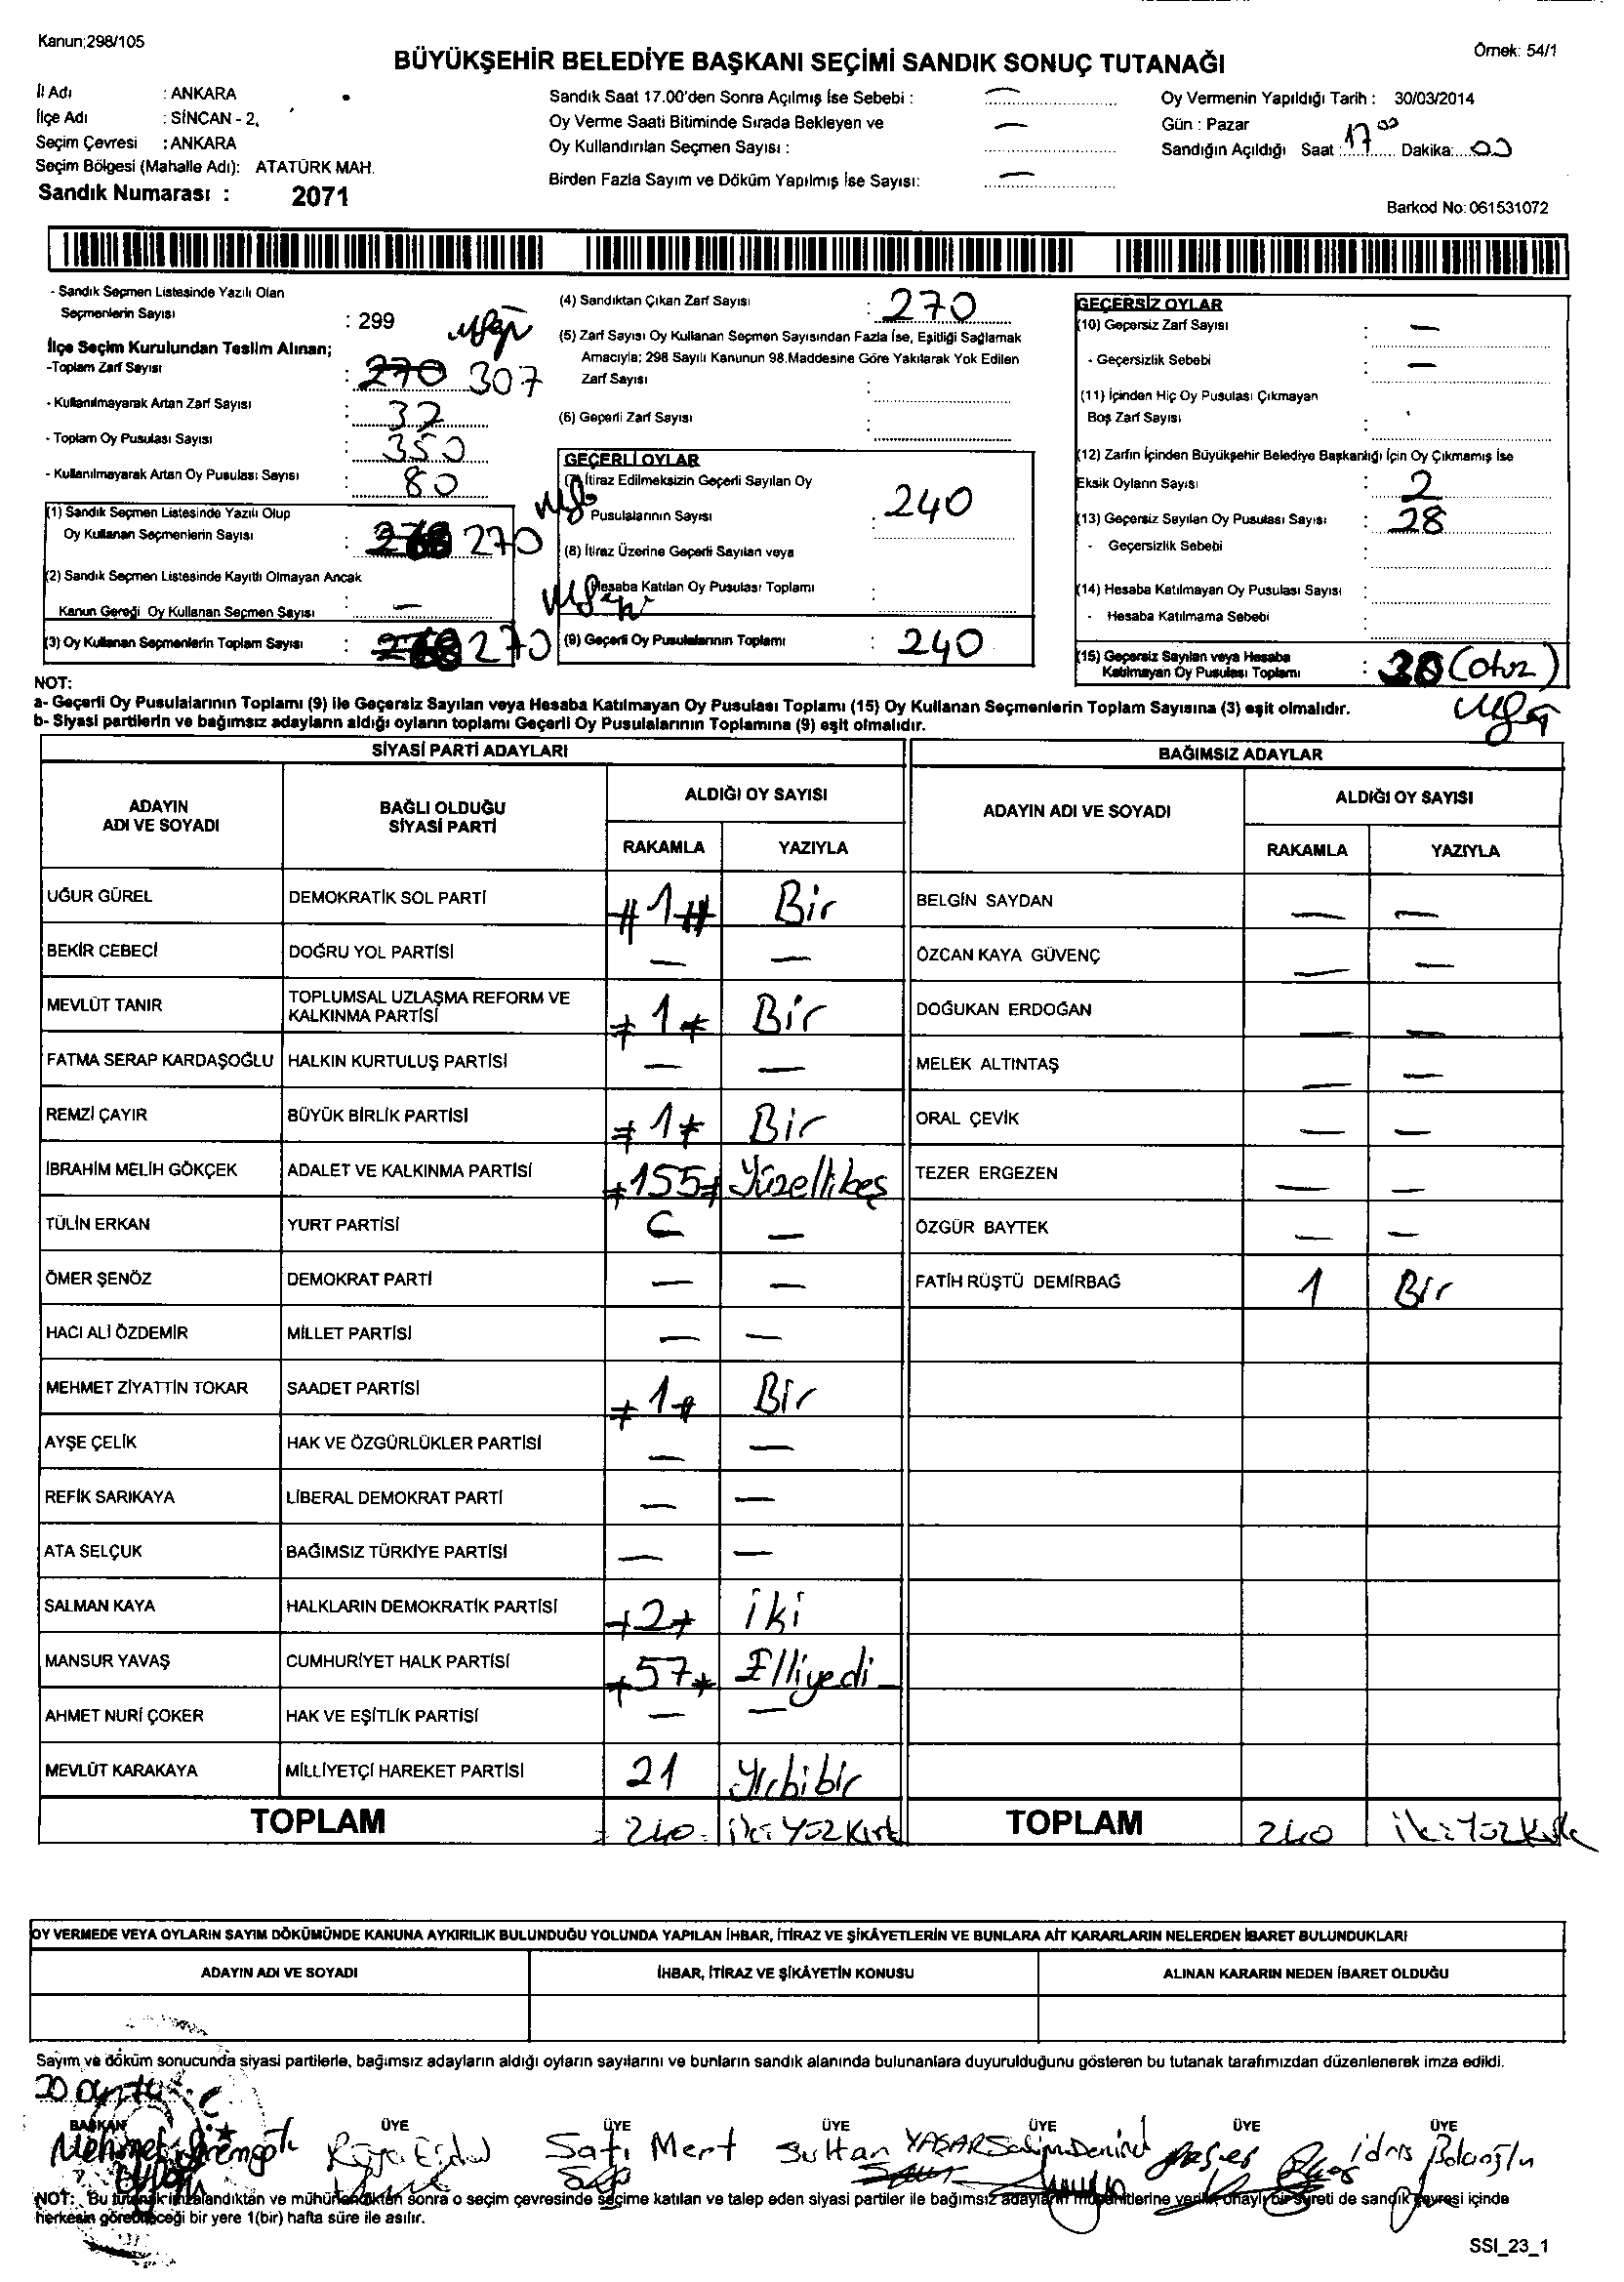 Kanun;298/105
Örnek: 54/1
BÜYÜKŞEHİR BELEDİYE BAŞKANI SEÇİMİ SANDIK SONUÇ TUTANAĞI
İl Adı : ANKARA
İlçe Adı : SİNCAN - 2,
Seçim Çevresi : ANKARA
Seçim Bölgesi (Mahalle Adı): ATATÜRK MAH.
Sandık Numarası : 2071
Sandık Saat 17.00'den Sonra Açılmış İse Sebebi : —
Oy Verme Saati Bitiminde Sırada Bekleyen ve
Oy Kullandırılan Seçmen Sayısı : —
Birden Fazla Sayım ve Döküm Yapılmış İse Sayısı: —
Oy Vermenin Yapıldığı Tarih : 30/03/2014
Gün : Pazar
Sandığın Açıldığı Saat : 17 00 Dakika: 00
Barkod No: 061531072
- Sandık Seçmen Listesinde Yazılı Olan
Seçmenlerin Sayısı : 299
İlçe Seçim Kurulundan Teslim Alınan;
-Toplam Zarf Sayısı : 270 307
- Kullanılmayarak Artan Zarf Sayısı : 37
- Toplam Oy Pusulası Sayısı : 350
- Kullanılmayarak Artan Oy Pusulası Sayısı : 80
(1) Sandık Seçmen Listesinde Yazılı Olup
Oy Kullanan Seçmenlerin Sayısı : 270
(2) Sandık Seçmen Listesinde Kayıtlı Olmayan Ancak
Kanun Gereği Oy Kullanan Seçmen Sayısı : —
(3) Oy Kullanan Seçmenlerin Toplam Sayısı : 270
(4) Sandıktan Çıkan Zarf Sayısı : 270
(5) Zarf Sayısı Oy Kullanan Seçmen Sayısından Fazla İse, Eşitliği Sağlamak
Amacıyla; 298 Sayılı Kanunun 98.Maddesine Göre Yakılarak Yok Edilen
Zarf Sayısı :
(6) Geçerli Zarf Sayısı :
GEÇERLİ OYLAR
(7) İtiraz Edilmeksizin Geçerli Sayılan Oy
Pusulalarının Sayısı : 240
(8) İtiraz Üzerine Geçerli Sayılan veya
Hesaba Katılan Oy Pusulası Toplamı :
(9) Geçerli Oy Pusulalarının Toplamı : 240
GEÇERSİZ OYLAR
(10) Geçersiz Zarf Sayısı : —
- Geçersizlik Sebebi : —
(11) İçinden Hiç Oy Pusulası Çıkmayan
Boş Zarf Sayısı :
(12) Zarfın İçinden Büyükşehir Belediye Başkanlığı İçin Oy Çıkmamış İse
Eksik Oyların Sayısı : 2
(13) Geçersiz Sayılan Oy Pusulası Sayısı : 28
- Geçersizlik Sebebi :
(14) Hesaba Katılmayan Oy Pusulası Sayısı :
- Hesaba Katılmama Sebebi :
(15) Geçersiz Sayılan veya Hesaba
Katılmayan Oy Pusulası Toplamı : 30 (otuz)
NOT:
a- Geçerli Oy Pusulalarının Toplamı (9) ile Geçersiz Sayılan veya Hesaba Katılmayan Oy Pusulası Toplamı (15) Oy Kullanan Seçmenlerin Toplam Sayısına (3) eşit olmalıdır.
b- Siyasi partilerin ve bağımsız adayların aldığı oyların toplamı Geçerli Oy Pusulalarının Toplamına (9) eşit olmalıdır.
SİYASİ PARTİ ADAYLARI
ADAYIN ADI VE SOYADI BAĞLI OLDUĞU SİYASİ PARTİ ALDIĞI OY SAYISI
RAKAMLA YAZIYLA
UĞUR GÜREL DEMOKRATİK SOL PARTİ #1# Bir
BEKİR CEBECİ DOĞRU YOL PARTİSİ — —
MEVLÜT TANIR TOPLUMSAL UZLAŞMA REFORM VE KALKINMA PARTİSİ 1 Bir
FATMA SERAP KARDAŞOĞLU HALKIN KURTULUŞ PARTİSİ — —
REMZİ ÇAYIR BÜYÜK BİRLİK PARTİSİ 1 Bir
İBRAHİM MELİH GÖKÇEK ADALET VE KALKINMA PARTİSİ 155 Yüzellibeş
TÜLİN ERKAN YURT PARTİSİ — —
ÖMER ŞENÖZ DEMOKRAT PARTİ — —
HACI ALİ ÖZDEMİR MİLLET PARTİSİ — —
MEHMET ZİYATTİN TOKAR SAADET PARTİSİ 1 Bir
AYŞE ÇELİK HAK VE ÖZGÜRLÜKLER PARTİSİ — —
REFİK SARIKAYA LİBERAL DEMOKRAT PARTİ — —
ATA SELÇUK BAĞIMSIZ TÜRKİYE PARTİSİ — —
SALMAN KAYA HALKLARIN DEMOKRATİK PARTİSİ 2 iki
MANSUR YAVAŞ CUMHURİYET HALK PARTİSİ 57 Elliyedi
AHMET NURİ ÇOKER HAK VE EŞİTLİK PARTİSİ — —
MEVLÜT KARAKAYA MİLLİYETÇİ HAREKET PARTİSİ 21
TOPLAM 240 ikiyüzkırk
BAĞIMSIZ ADAYLAR
ADAYIN ADI VE SOYADI ALDIĞI OY SAYISI
RAKAMLA YAZIYLA
BELGİN SAYDAN — —
ÖZCAN KAYA GÜVENÇ — —
DOĞUKAN ERDOĞAN — —
MELEK ALTINTAŞ — —
ORAL ÇEVİK — —
TEZER ERGEZEN — —
ÖZGÜR BAYTEK — —
FATİH RÜŞTÜ DEMİRBAĞ 1 Bir
TOPLAM 240 ikiyüzkırk
OY VERMEDE VEYA OYLARIN SAYIM DÖKÜMÜNDE KANUNA AYKIRILIK BULUNDUĞU YOLUNDA YAPILAN İHBAR, İTİRAZ VE ŞİKÂYETLERİN VE BUNLARA AİT KARARLARIN NELERDEN İBARET BULUNDUKLARI
ADAYIN ADI VE SOYADI İHBAR, İTİRAZ VE ŞİKÂYETİN KONUSU ALINAN KARARIN NEDEN İBARET OLDUĞU
Sayım ve döküm sonucunda siyasi partilerle, bağımsız adayların aldığı oyların sayılarını ve bunların sandık alanında bulunanlara duyurulduğunu gösteren bu tutanak tarafımızdan düzenlenerek imza edildi.
BAŞKAN ÜYE ÜYE ÜYE ÜYE ÜYE ÜYE
Mehmet Satı Mert Sultan YAŞAR idris
NOT: Bu tutanak imzalandıktan ve mühürlendikten sonra o seçim çevresinde seçime katılan ve talep eden siyasi partiler ile bağımsız adayların müşahitlerine verilir, onaylı bir sureti de sandık çevresi içinde
herkesin görebileceği bir yere 1(bir) hafta süre ile asılır.
SSI_23_1